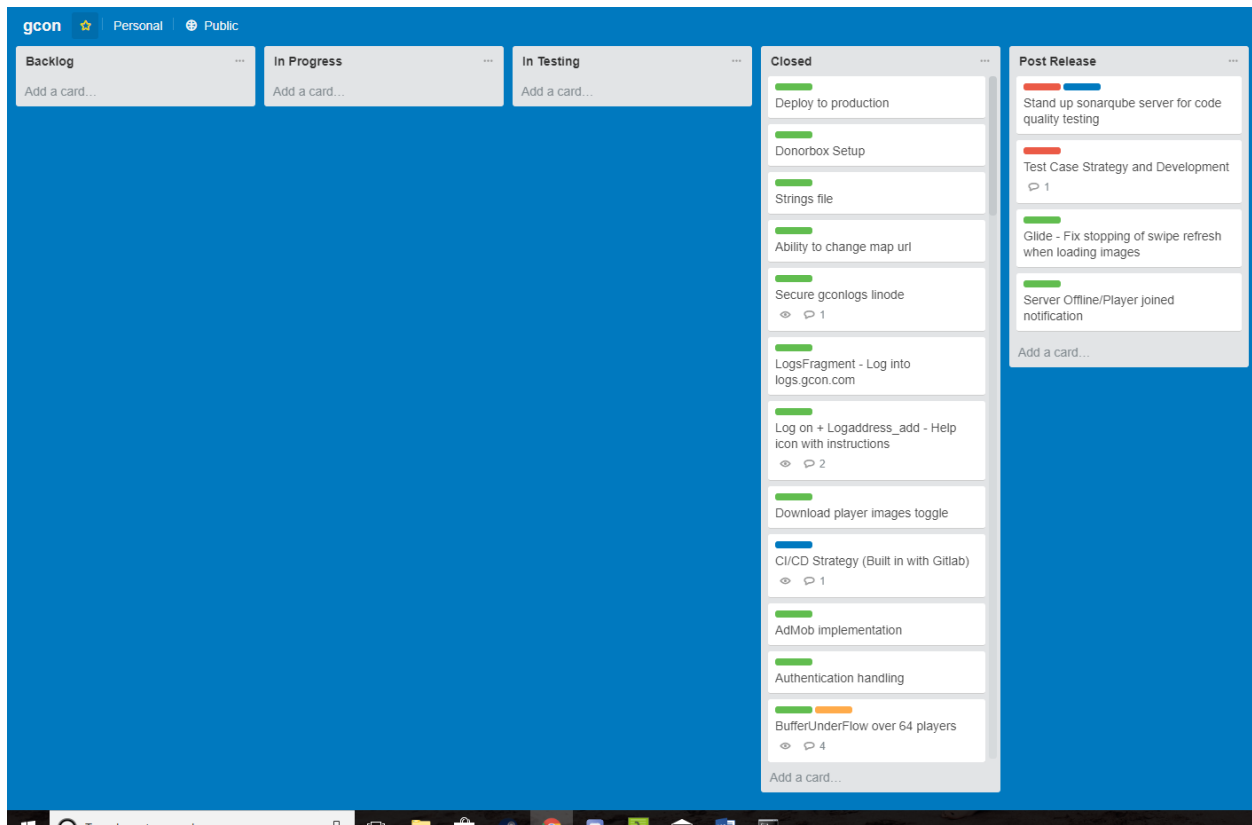 gcon Personal Public
Backlog
Add a card...
In Progress
Add a card...
In Testing
Add a card...
Closed
Deploy to production
Donorbox Setup
Strings file
Ability to change map url
Secure gconlogs linode
1
LogsFragment - Log into
logs.gcon.com
Log on + Logaddress_add - Help
icon with instructions
2
Download player images toggle
CI/CD Strategy (Built in with Gitlab)
1
AdMob implementation
Authentication handling
BufferUnderFlow over 64 players
4
Add a card...
Post Release
Stand up sonarqube server for code
quality testing
Test Case Strategy and Development
1
Glide - Fix stopping of swipe refresh
when loading images
Server Offline/Player joined
notification
Add a card...